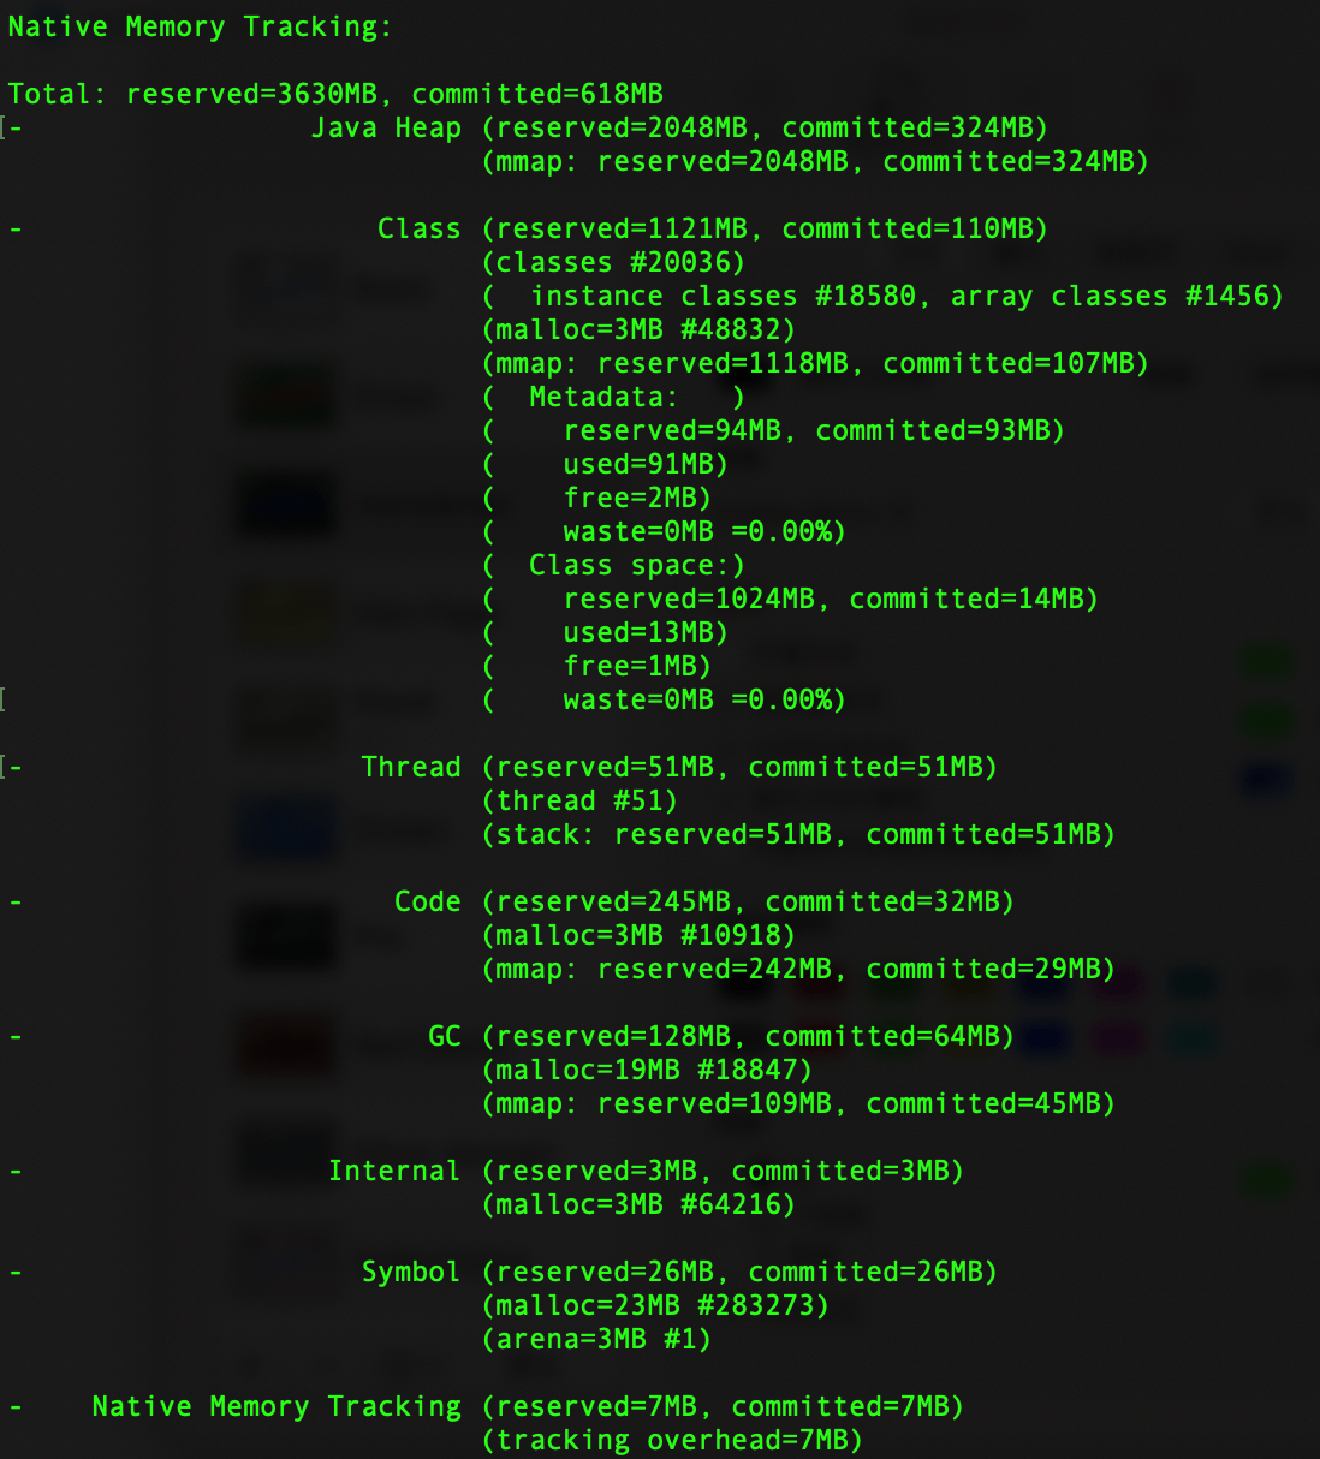 Native Memory Tracking:
Total: reserved=3630MB, committed=618MB
[- Java Heap (reserved=2048MB, committed=324MB)
(mmap: reserved=2048MB, committed=324MB)
- Class (reserved=1121MB, committed=110MB)
(classes #20036)
( instance classes #18580, array classes #1456)
(malloc=3MB #48832)
(mmap: reserved=1118MB, committed=107MB)
( Metadata: )
( reserved=94MB, committed=93MB)
( used=91MB)
( free=2MB)
( waste=0MB =0.00%)
( Class space:)
( reserved=1024MB, committed=14MB)
( used=13MB)
( free=1MB)
[ ( waste=0MB =0.00%)
[- Thread (reserved=51MB, committed=51MB)
(thread #51)
(stack: reserved=51MB, committed=51MB)
- Code (reserved=245MB, committed=32MB)
(malloc=3MB #10918)
(mmap: reserved=242MB, committed=29MB)
- GC (reserved=128MB, committed=64MB)
(malloc=19MB #18847)
(mmap: reserved=109MB, committed=45MB)
- Internal (reserved=3MB, committed=3MB)
(malloc=3MB #64216)
- Symbol (reserved=26MB, committed=26MB)
(malloc=23MB #283273)
(arena=3MB #1)
- Native Memory Tracking (reserved=7MB, committed=7MB)
(tracking overhead=7MB)